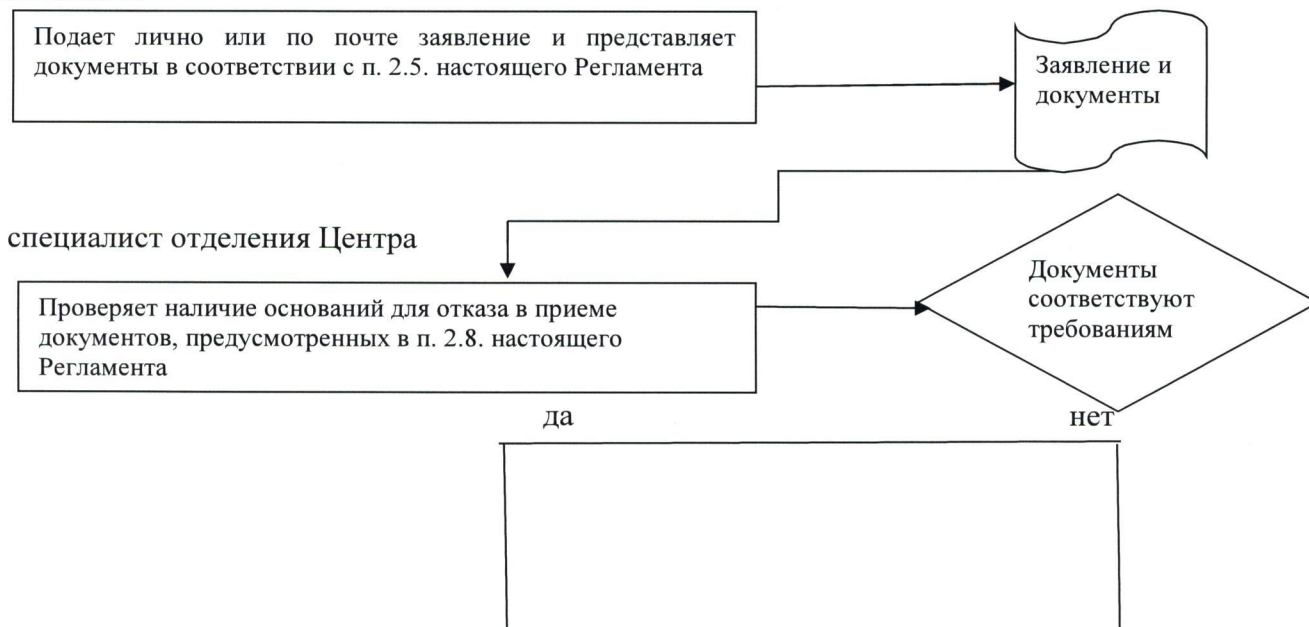 Подает лично или по почте заявление и представляет
документы в соответствии с п. 2.5. настоящего Регламента
Заявление и
документы
специалист отделения Центра
Проверяет наличие оснований для отказа в приеме
документов, предусмотренных в п. 2.8. настоящего
Регламента
Документы
соответствуют
требованиям
да
нет